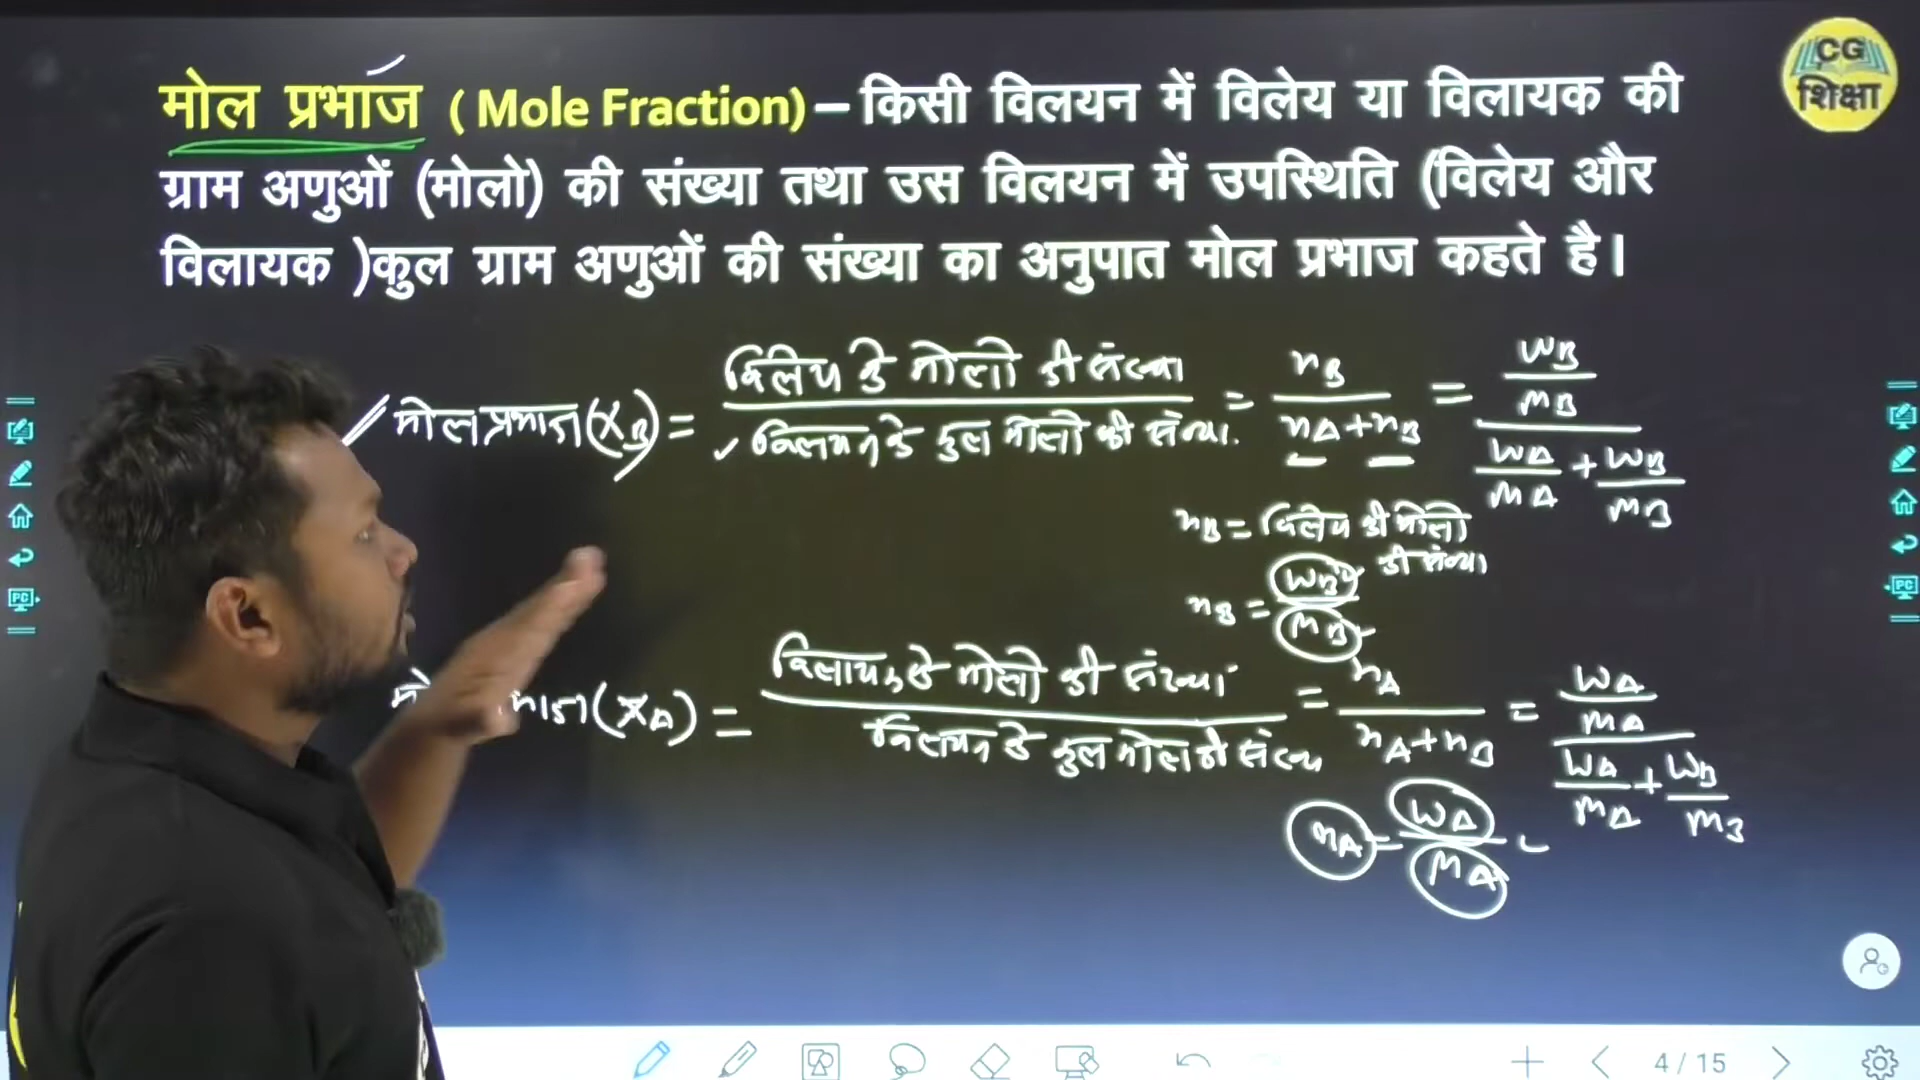 CG
शिक्षा
मोल प्रभाज ( Mole Fraction) – किसी विलयन में विलेय या विलायक की
ग्राम अणुओं (मोलो) की संख्या तथा उस विलयन में उपस्थिति (विलेय और
विलायक )कुल ग्राम अणुओं की संख्या का अनुपात मोल प्रभाज कहते है।
मोल प्रभाज (XB) = विलेय के मोलो की संख्या / विलयन के कुल मोलो की संख्या. = nB / nA + nB = WB/MB / WA/MA + WB/MB
nB = विलेय की मोलो
की संख्या
nB = WB / MB
(XA) = विलायक के मोलो की संख्या / विलयन के कुल मोल की संख्या = nA / nA + nB = WA/MA / WA/MA + WB/MB
nA = WA / MA =
4 / 15
PC
PC